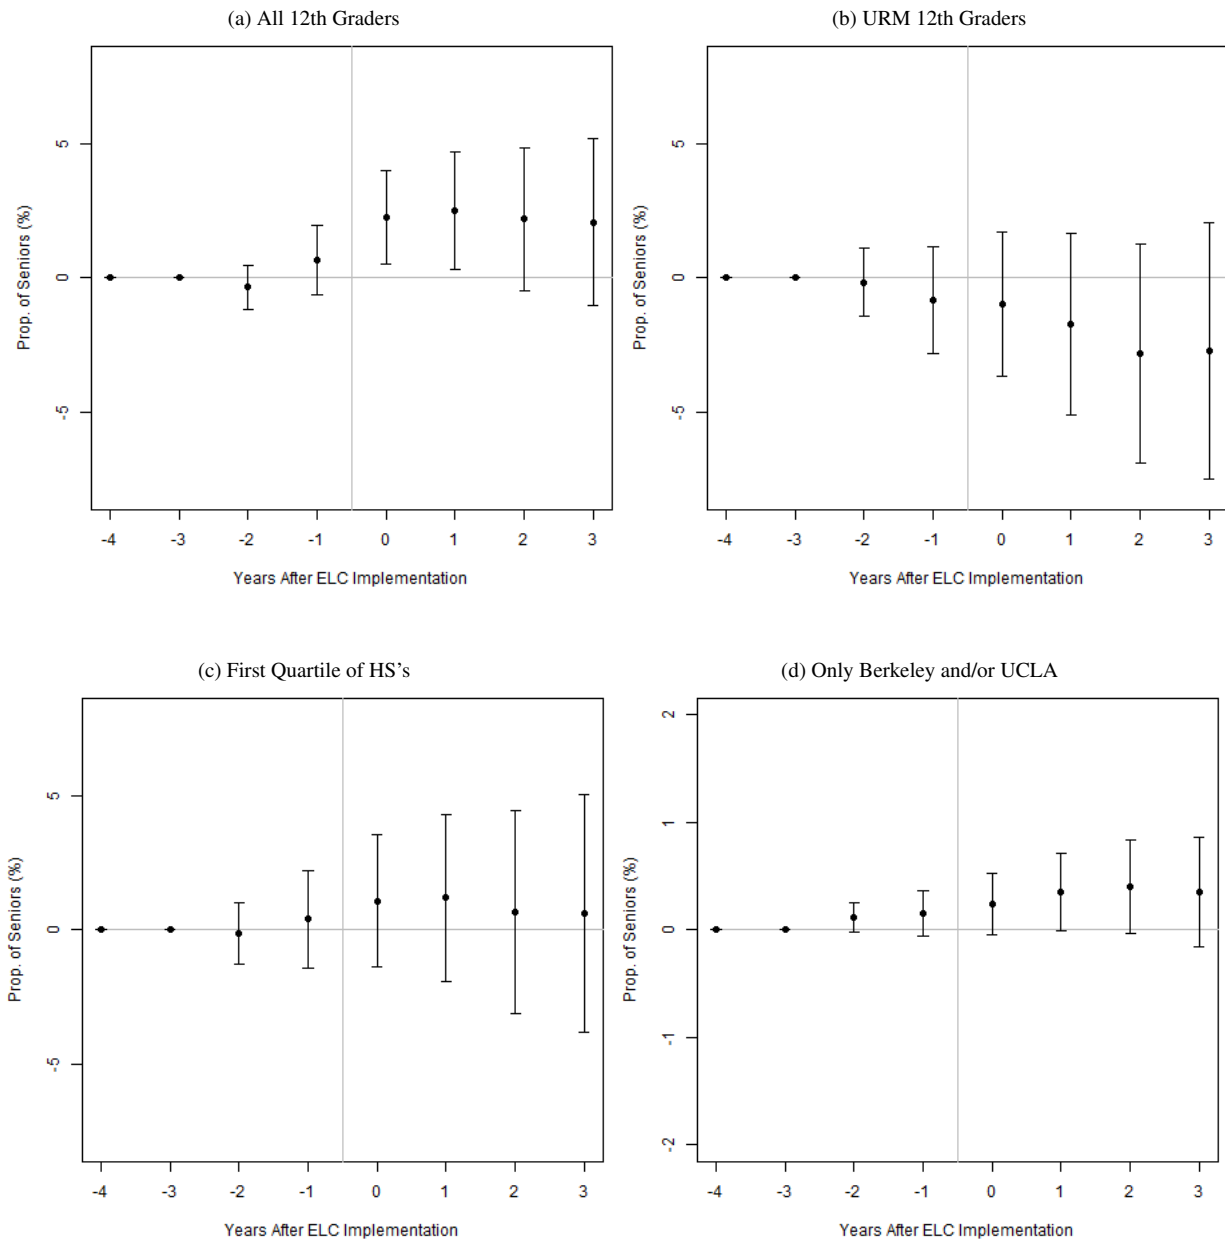 (a) All 12th Graders
5
0
-5
Prop. of Seniors (%)
-4 -3 -2 -1 0 1 2 3
Years After ELC Implementation
(b) URM 12th Graders
5
0
-5
Prop. of Seniors (%)
-4 -3 -2 -1 0 1 2 3
Years After ELC Implementation
(c) First Quartile of HS's
5
0
-5
Prop. of Seniors (%)
-4 -3 -2 -1 0 1 2 3
Years After ELC Implementation
(d) Only Berkeley and/or UCLA
2
1
0
-1
-2
Prop. of Seniors (%)
-4 -3 -2 -1 0 1 2 3
Years After ELC Implementation